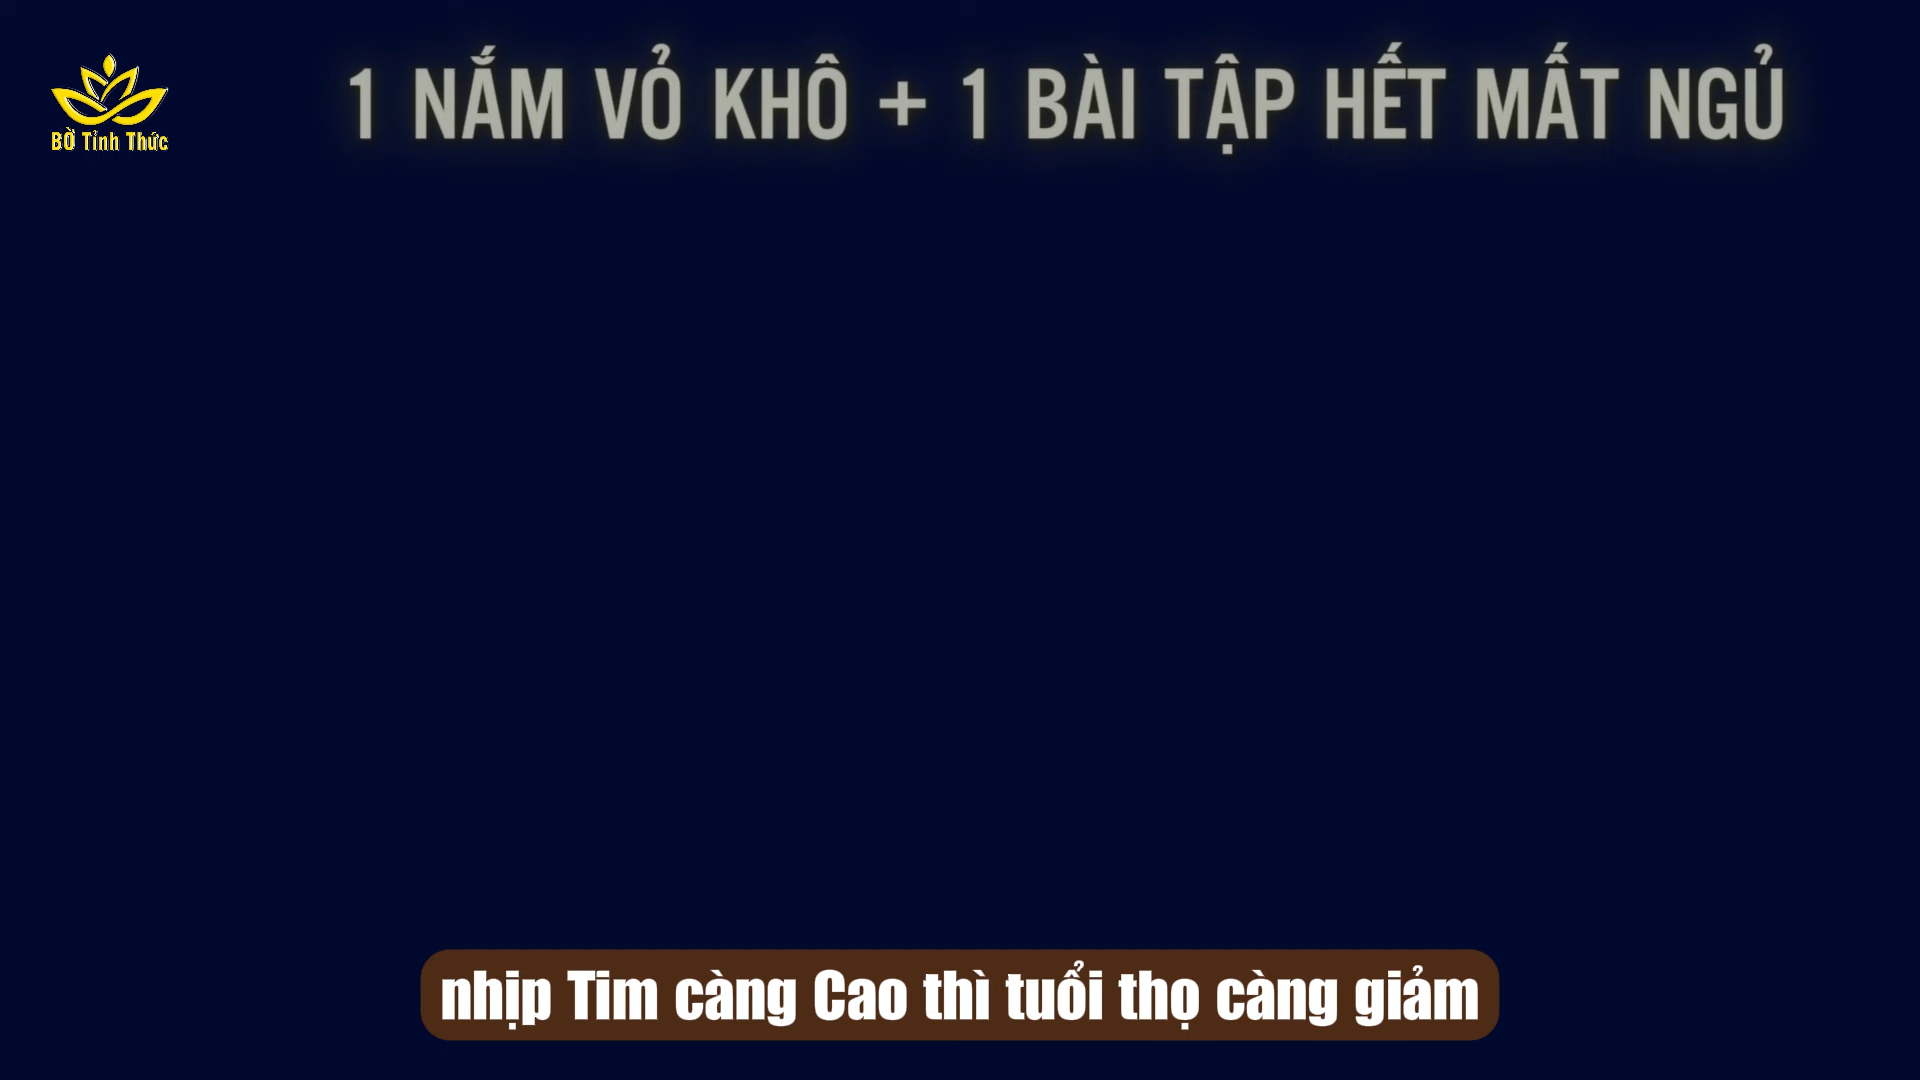 1 NẮM VỎ KHÔ + 1 BÀI TẬP HẾT MẤT NGỦ
BỜ Tỉnh Thức
nhịp Tim càng Cao thì tuổi thọ càng giảm